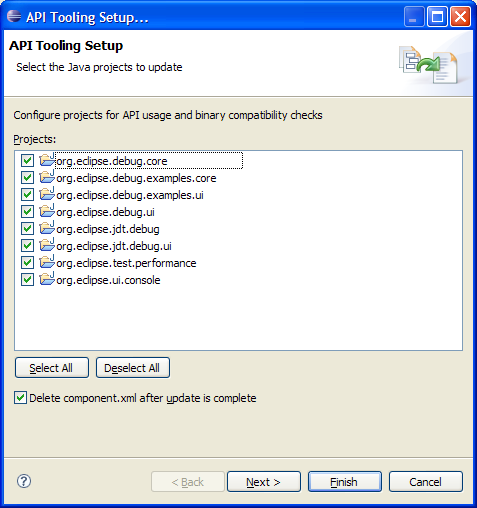 API Tooling Setup...
API Tooling Setup
Select the Java projects to update
Configure projects for API usage and binary compatibility checks
Projects:
org.eclipse.debug.core
org.eclipse.debug.examples.core
org.eclipse.debug.examples.ui
org.eclipse.debug.ui
org.eclipse.jdt.debug
org.eclipse.jdt.debug.ui
org.eclipse.test.performance
org.eclipse.ui.console
Select All Deselect All
Delete component.xml after update is complete
? < Back Next > Finish Cancel